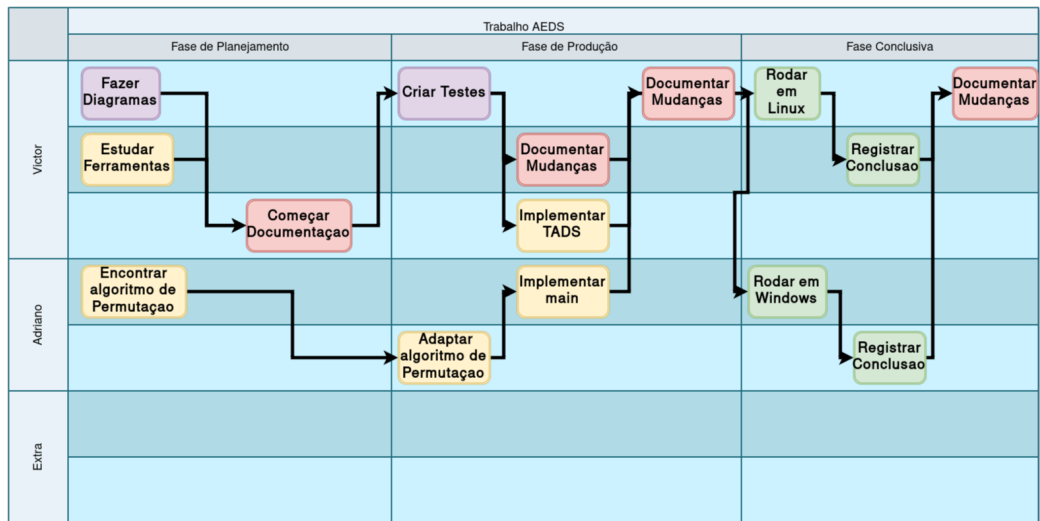 Trabalho AEDS
Fase de Planejamento
Fase de Produção
Fase Conclusiva
Victor
Fazer
Diagramas
Criar Testes
Documentar
Mudanças
Rodar
em
Linux
Documentar
Mudanças
Estudar
Ferramentas
Documentar
Mudanças
Registrar
Conclusao
Começar
Documentaçao
Implementar
TADS
Adriano
Encontrar
algoritmo de
Permutaçao
Implementar
main
Rodar em
Windows
Adaptar
algoritmo de
Permutaçao
Registrar
Conclusao
Extra